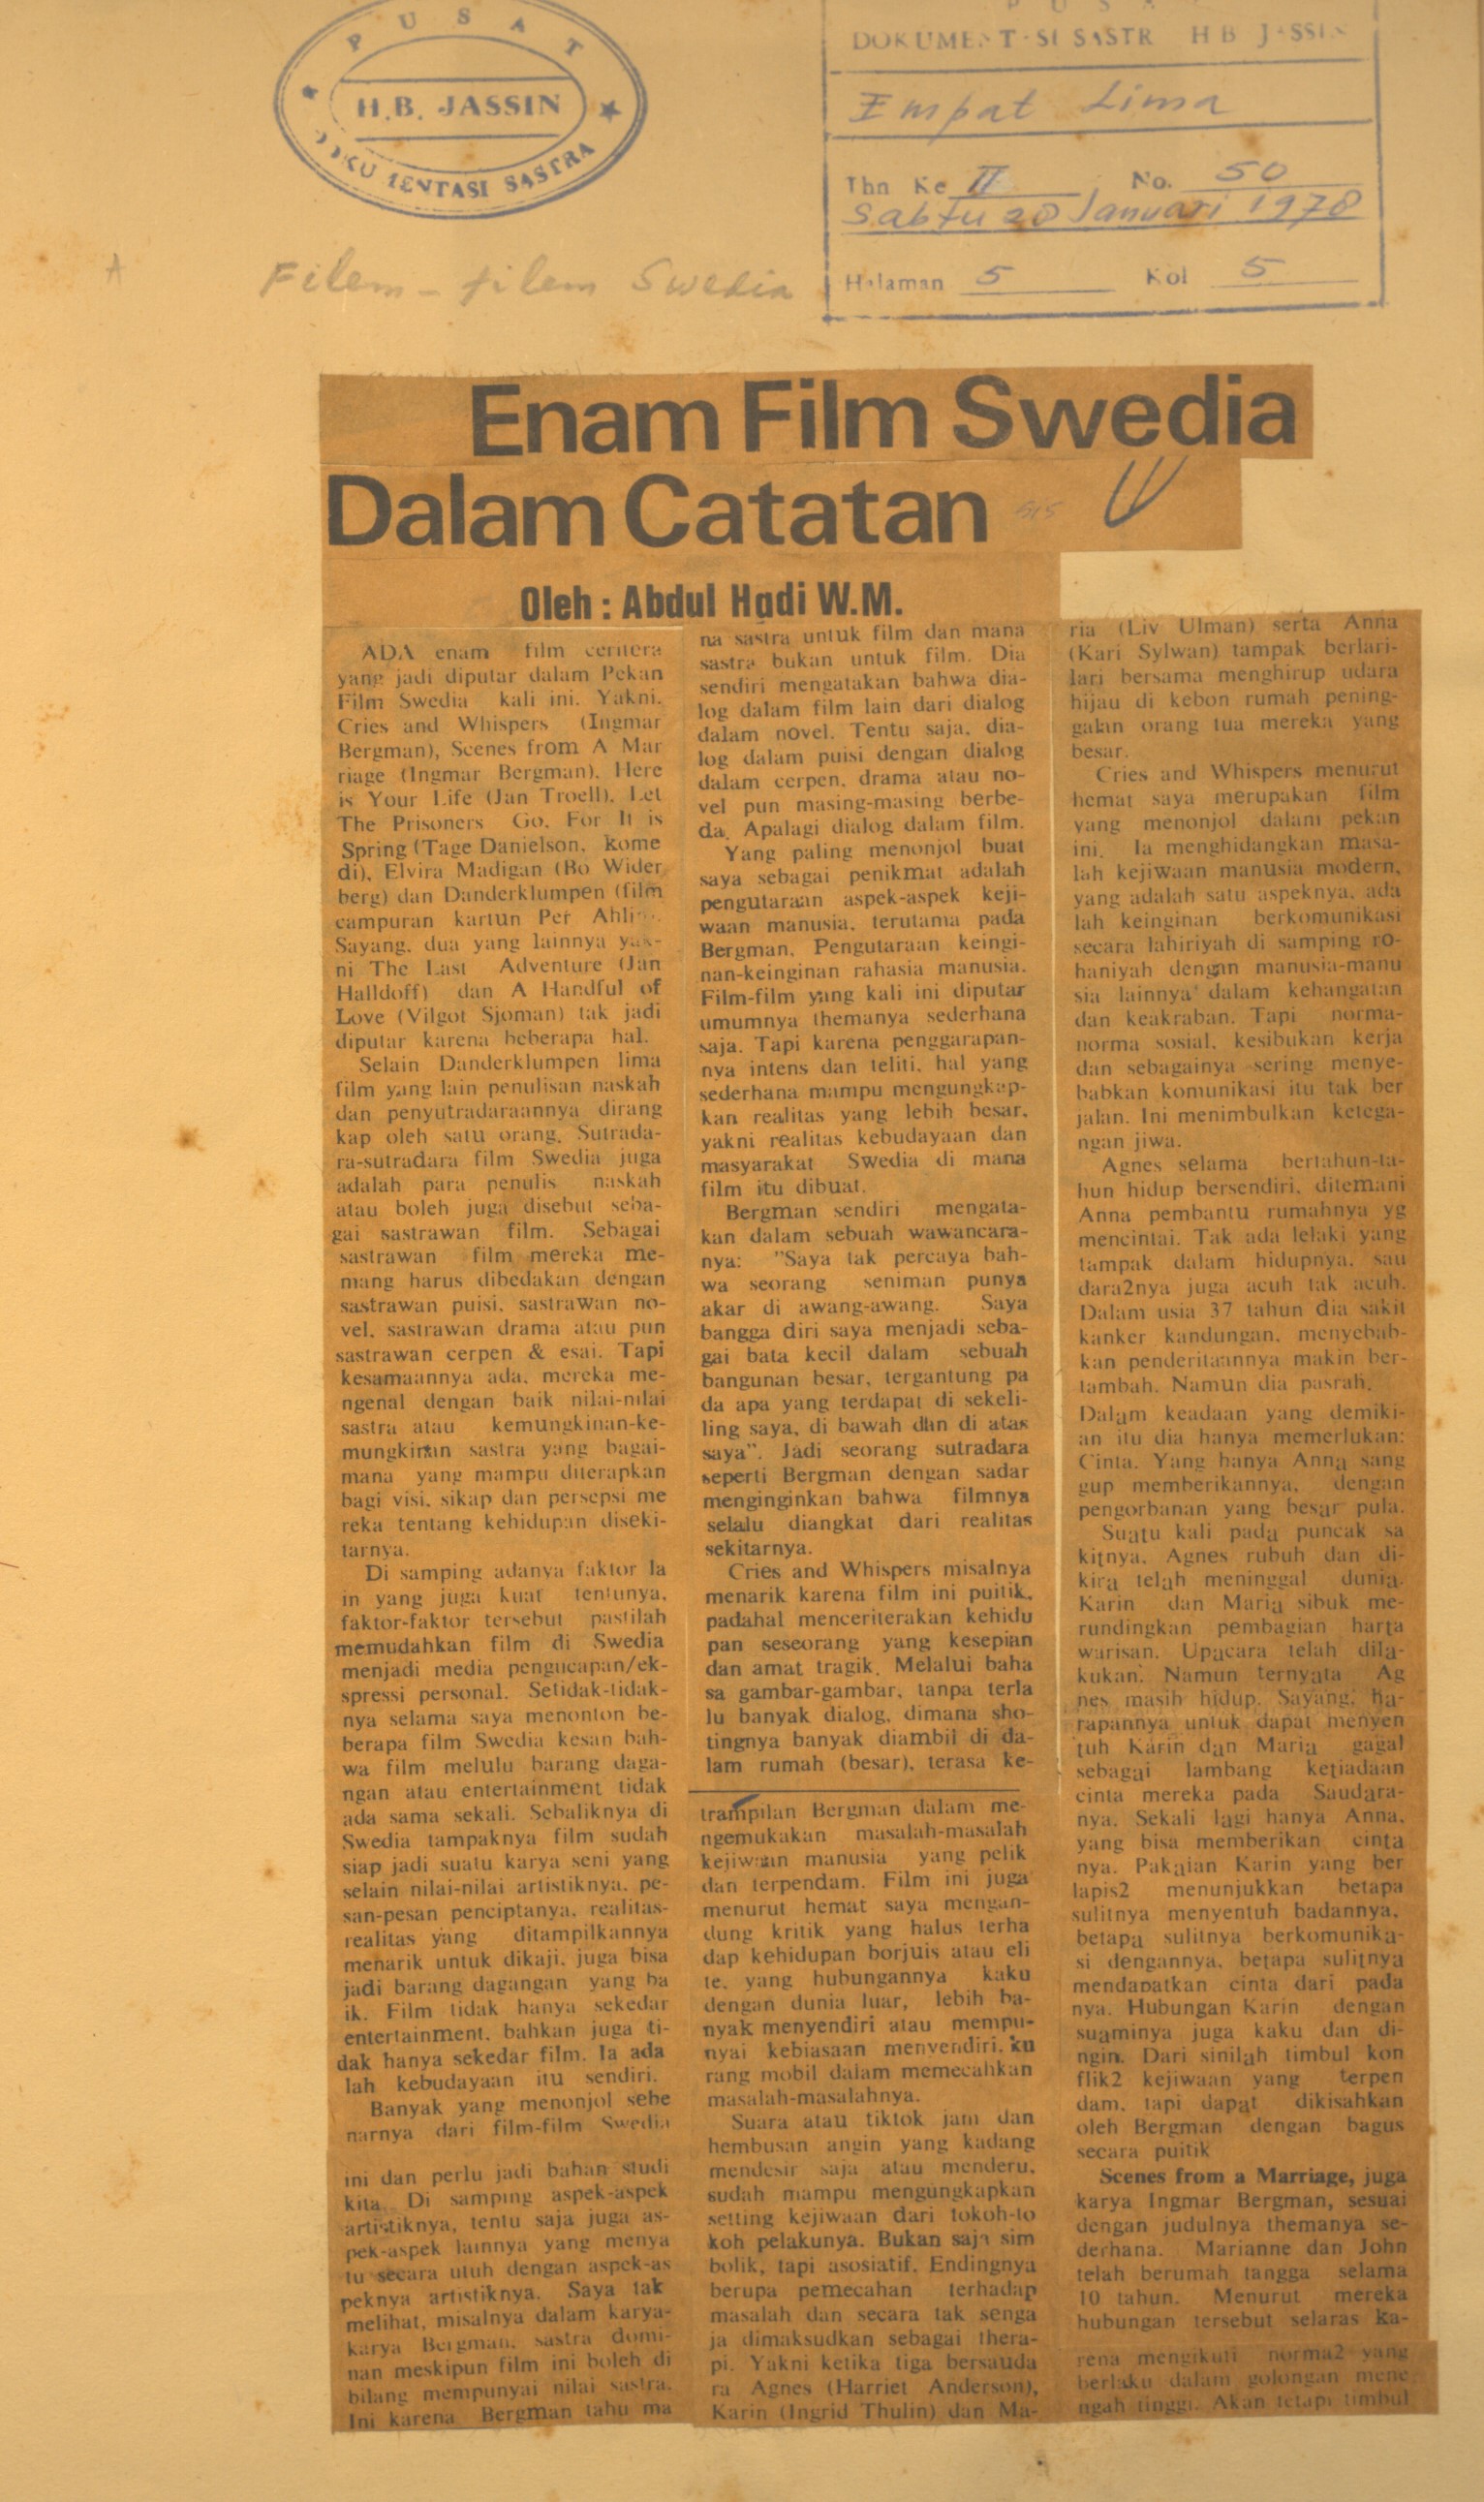 PUSAT
H.B. JASSIN
DOKUMENTASI SASTRA
PUSAT
DOKUMENTASI SASTRA H B JASSIN
Empat Lima
Thn Ke II No. 50
Sabtu 28 Januari 1978
Halaman 5 Kol 5
A
Filem - filem Swedia
Enam Film Swedia
Dalam Catatan
Oleh : Abdul Hadi W.M.
ADA enam film ceritera
yang jadi diputar dalam Pekan
Film Swedia kali ini. Yakni.
Cries and Whispers (Ingmar
Bergman), Scenes from A Mar
riage (Ingmar Bergman). Here
is Your Life (Jan Troell). Let
The Prisoners Go, For It is
Spring (Tage Danielson, kome
di), Elvira Madigan (Bo Wider
berg) dan Danderklumpen (film
campuran kartun Per Ahlin).
Sayang, dua yang lainnya yak-
ni The Last Adventure (Jan
Halldoff) dan A Handful of
Love (Vilgot Sjoman) tak jadi
diputar karena beberapa hal.
Selain Danderklumpen lima
film yang lain penulisan naskah
dan penyutradaraannya dirang
kap oleh satu orang. Sutrada-
ra-sutradara film Swedia juga
adalah para penulis naskah
atau boleh juga disebut seba-
gai sastrawan film. Sebagai
sastrawan film mereka me-
mang harus dibedakan dengan
sastrawan puisi, sastrawan no-
vel, sastrawan drama atau pun
sastrawan cerpen & esai. Tapi
kesamaannya ada, mereka me-
ngenal dengan baik nilai-nilai
sastra atau kemungkinan-ke-
mungkinan sastra yang bagai-
mana yang mampu diterapkan
bagi visi, sikap dan persepsi me
reka tentang kehidupan diseki-
tarnya.
Di samping adanya faktor la
in yang juga kuat tentunya,
faktor-faktor tersebut pastilah
memudahkan film di Swedia
menjadi media pengucapan/ek-
spressi personal. Setidak-tidak-
nya selama saya menonton be-
berapa film Swedia kesan bah-
wa film melulu barang daga-
ngan atau entertainment tidak
ada sama sekali. Sebaliknya di
Swedia tampaknya film sudah
siap jadi suatu karya seni yang
selain nilai-nilai artistiknya, pe-
san-pesan penciptanya, realitas-
realitas yang ditampilkannya
menarik untuk dikaji, juga bisa
jadi barang dagangan yang ba
ik. Film tidak hanya sekedar
entertainment, bahkan juga ti-
dak hanya sekedar film. Ia ada
lah kebudayaan itu sendiri.
Banyak yang menonjol sebe
narnya dari film-film Swedia
ini dan perlu jadi bahan studi
kita. Di samping aspek-aspek
artistiknya, tentu saja juga as-
pek-aspek lainnya yang menya
tu secara utuh dengan aspek-as
peknya artistiknya. Saya tak
melihat, misalnya dalam karya-
karya Bergman, sastra domi-
nan meskipun film ini boleh di
bilang mempunyai nilai sastra.
Ini karena Bergman tahu ma
na sastra untuk film dan mana
sastra bukan untuk film. Dia
sendiri mengatakan bahwa dia-
log dalam film lain dari dialog
dalam novel. Tentu saja, dia-
log dalam puisi dengan dialog
dalam cerpen, drama atau no-
vel pun masing-masing berbe-
da. Apalagi dialog dalam film.
Yang paling menonjol buat
saya sebagai penikmat adalah
pengutaraan aspek-aspek keji-
waan manusia, terutama pada
Bergman. Pengutaraan keingi-
nan-keinginan rahasia manusia.
Film-film yang kali ini diputar
umumnya themanya sederhana
saja. Tapi karena penggarapan-
nya intens dan teliti, hal yang
sederhana mampu mengungkap-
kan realitas yang lebih besar,
yakni realitas kebudayaan dan
masyarakat Swedia di mana
film itu dibuat.
Bergman sendiri mengata-
kan dalam sebuah wawancara-
nya: "Saya tak percaya bah-
wa seorang seniman punya
akar di awang-awang. Saya
bangga diri saya menjadi seba-
gai bata kecil dalam sebuah
bangunan besar, tergantung pa
da apa yang terdapat di sekeli-
ling saya, di bawah dan di atas
saya". Jadi seorang sutradara
seperti Bergman dengan sadar
menginginkan bahwa filmnya
selalu diangkat dari realitas
sekitarnya.
Cries and Whispers misalnya
menarik karena film ini puitik,
padahal menceriterakan kehidu
pan seseorang yang kesepian
dan amat tragik. Melalui baha
sa gambar-gambar, tanpa terla
lu banyak dialog, dimana sho-
tingnya banyak diambil di da-
lam rumah (besar), terasa ke-
trampilan Bergman dalam me-
ngemukakan masalah-masalah
kejiwaan manusia yang pelik
dan terpendam. Film ini juga
menurut hemat saya mengan-
dung kritik yang halus terha
dap kehidupan borjuis atau eli
te, yang hubungannya kaku
dengan dunia luar, lebih ba-
nyak menyendiri atau mempu-
nyai kebiasaan menyendiri, ku
rang mobil dalam memecahkan
masalah-masalahnya.
Suara atau tiktok jam dan
hembusan angin yang kadang
mendesir saja atau menderu,
sudah mampu mengungkapkan
setting kejiwaan dari tokoh-to
koh pelakunya. Bukan saja sim
bolik, tapi asosiatif. Endingnya
berupa pemecahan terhadap
masalah dan secara tak senga
ja dimaksudkan sebagai thera-
pi. Yakni ketika tiga bersauda
ra Agnes (Harriet Anderson),
Karin (Ingrid Thulin) dan Ma-
ria (Liv Ulman) serta Anna
(Kari Sylwan) tampak berlari-
lari bersama menghirup udara
hijau di kebon rumah pening-
galan orang tua mereka yang
besar.
Cries and Whispers menurut
hemat saya merupakan film
yang menonjol dalam pekan
ini. Ia menghidangkan masa-
lah kejiwaan manusia modern,
yang adalah satu aspeknya, ada
lah keinginan berkomunikasi
secara lahiriyah di samping ro-
haniyah dengan manusia-manu
sia lainnya dalam kehangatan
dan keakraban. Tapi norma-
norma sosial, kesibukan kerja
dan sebagainya sering menye-
babkan komunikasi itu tak ber
jalan. Ini menimbulkan ketega-
ngan jiwa.
Agnes selama bertahun-ta-
hun hidup bersendiri, ditemani
Anna pembantu rumahnya yg
mencintai. Tak ada lelaki yang
tampak dalam hidupnya, sau
dara2nya juga acuh tak acuh.
Dalam usia 37 tahun dia sakit
kanker kandungan, menyebab-
kan penderitaannya makin ber-
tambah. Namun dia pasrah.
Dalam keadaan yang demiki-
an itu dia hanya memerlukan:
Cinta. Yang hanya Anna sang
gup memberikannya, dengan
pengorbanan yang besar pula.
Suatu kali pada puncak sa
kitnya, Agnes rubuh dan di-
kira telah meninggal dunia.
Karin dan Maria sibuk me-
rundingkan pembagian harta
warisan. Upacara telah dila-
kukan. Namun ternyata Ag
nes masih hidup. Sayang, ha-
rapannya untuk dapat menyen
tuh Karin dan Maria gagal
sebagai lambang ketiadaan
cinta mereka pada Saudara-
nya. Sekali lagi hanya Anna,
yang bisa memberikan cinta
nya. Pakaian Karin yang ber
lapis2 menunjukkan betapa
sulitnya menyentuh badannya,
betapa sulitnya berkomunika-
si dengannya, betapa sulitnya
mendapatkan cinta dari pada
nya. Hubungan Karin dengan
suaminya juga kaku dan di-
ngin. Dari sinilah timbul kon
flik2 kejiwaan yang terpen
dam, tapi dapat dikisahkan
oleh Bergman dengan bagus
secara puitik
Scenes from a Marriage, juga
karya Ingmar Bergman, sesuai
dengan judulnya themanya se-
derhana. Marianne dan John
telah berumah tangga selama
10 tahun. Menurut mereka
hubungan tersebut selaras ka-
rena mengikuti norma2 yang
berlaku dalam golongan mene
ngah tinggi. Akan tetapi timbul